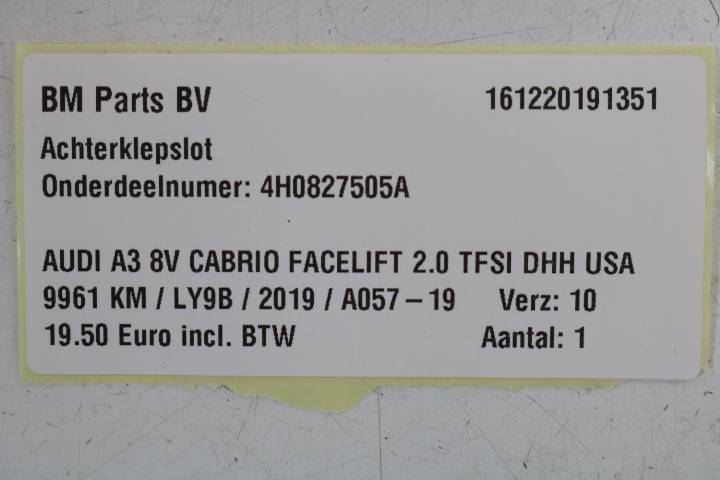 BM Parts BV 161220191351
Achterklepslot
Onderdeelnumer: 4H0827505A
AUDI A3 8V CABRIO FACELIFT 2.0 TFSI DHH USA
9961 KM / LY9B / 2019 / A057-19 Verz: 10
19.50 Euro incl. BTW Aantal: 1